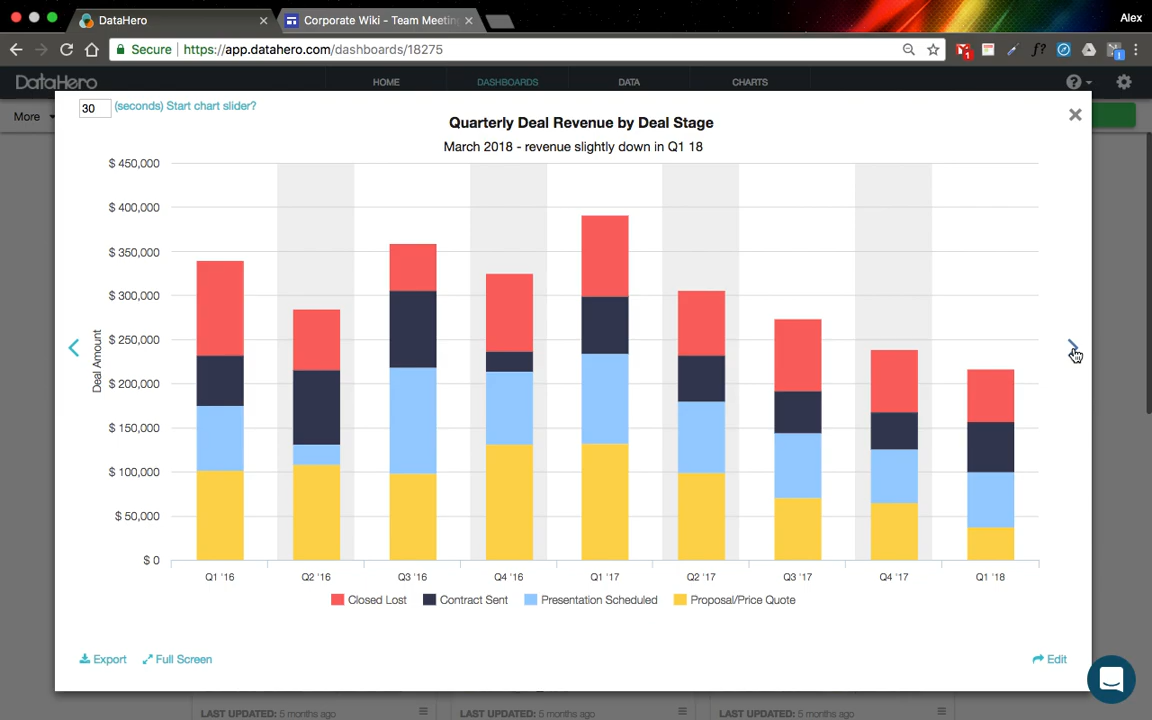 DataHero
Corporate Wiki - Team Meeting
Alex
Secure
https://app.datahero.com/dashboards/18275
f?
1
DataHero
HOME
DASHBOARDS
DATA
CHARTS
More
30 (seconds) Start chart slider?
Quarterly Deal Revenue by Deal Stage
March 2018 - revenue slightly down in Q1 18
Deal Amount
$ 450,000
$ 400,000
$ 350,000
$ 300,000
$ 250,000
$ 200,000
$ 150,000
$ 100,000
$ 50,000
$ 0
Q1 '16 Q2 '16 Q3 '16 Q4 '16 Q1 '17 Q2 '17 Q3 '17 Q4 '17 Q1 '18
Closed Lost Contract Sent Presentation Scheduled Proposal/Price Quote
Export Full Screen Edit
LAST UPDATED: 5 months ago LAST UPDATED: 5 months ago LAST UPDATED: 5 months ago